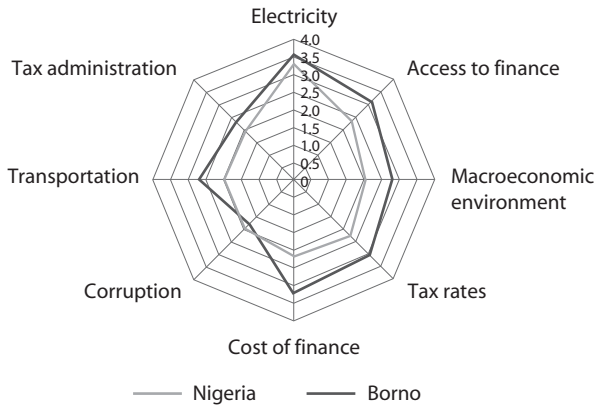 Electricity
4.0
3.5
3.0
2.5
2.0
1.5
1.0
0.5
0
Tax administration
Access to finance
Transportation
Macroeconomic
environment
Corruption
Tax rates
Cost of finance
Nigeria
Borno